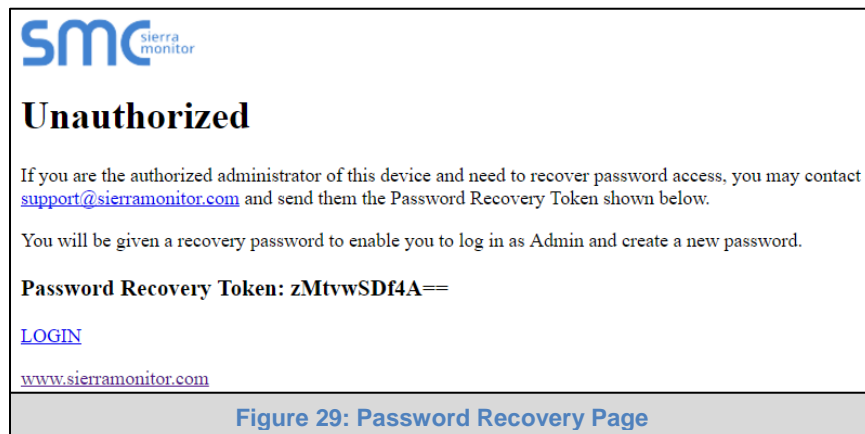 SMC sierra
monitor
Unauthorized
If you are the authorized administrator of this device and need to recover password access, you may contact
support@sierramonitor.com and send them the Password Recovery Token shown below.
You will be given a recovery password to enable you to log in as Admin and create a new password.
Password Recovery Token: zMtvwSDf4A==
LOGIN
www.sierramonitor.com
Figure 29: Password Recovery Page